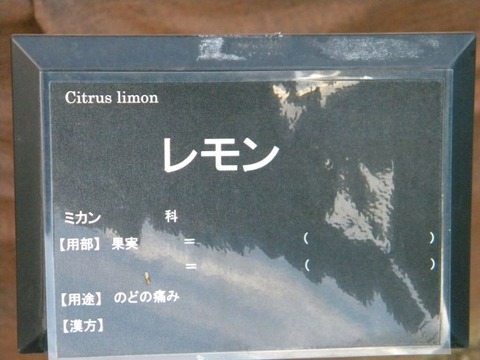 Citrus limon
レモン
ミカン 科
【用部】 果実 = ( )
= ( )
【用途】 のどの痛み
【漢方】